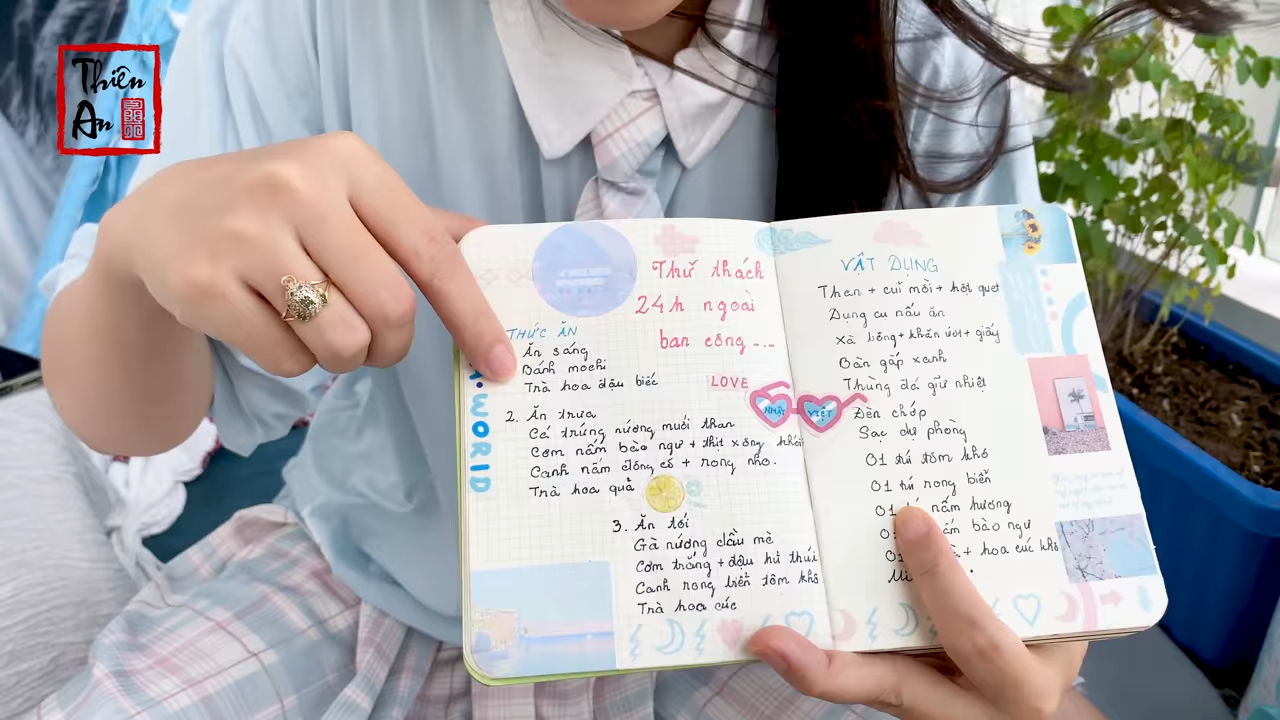 Thiên
An
Thử thách
24h ngoài
ban công...
THỨC ĂN
Ăn sáng
Bánh mochi
Trà hoa đậu biếc
2. Ăn trưa
Cá trứng nướng muối than
Cơm nấm bào ngư + thịt xông khói
Canh nấm đông cô + rong nho.
Trà hoa quả
3. Ăn tối
Gà nướng dầu mè
Cơm trắng + đậu hủ thúi
Canh rong biển tôm khô
Trà hoa cúc
WORLD
LOVE
NHẬT
VIỆT
VẬT DỤNG
Than + củi mồi + hột quẹt
Dụng cụ nấu ăn
Xà bông + khăn ướt + giấy
Bàn gấp xanh
Thùng đá giữ nhiệt
Đèn chớp
Sạc dự phòng
01 hủ tôm khô
01 hủ rong biển
01 nấm hương
nấm bào ngư
+ hoa cúc khô